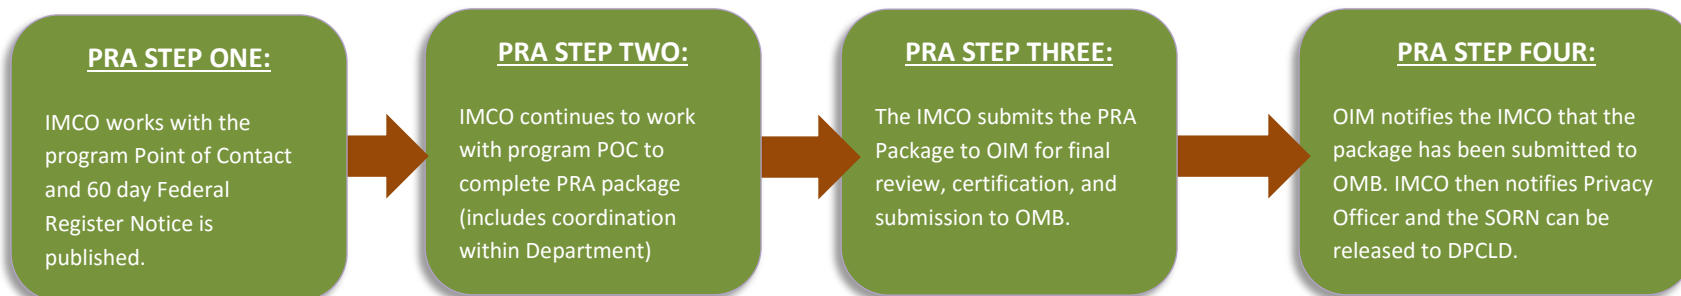 PRA STEP ONE:
IMCO works with the
program Point of Contact
and 60 day Federal
Register Notice is
published.
PRA STEP TWO:
IMCO continues to work
with program POC to
complete PRA package
(includes coordination
within Department)
PRA STEP THREE:
The IMCO submits the PRA
Package to OIM for final
review, certification, and
submission to OMB.
PRA STEP FOUR:
OIM notifies the IMCO that the
package has been submitted to
OMB. IMCO then notifies Privacy
Officer and the SORN can be
released to DPCLD.